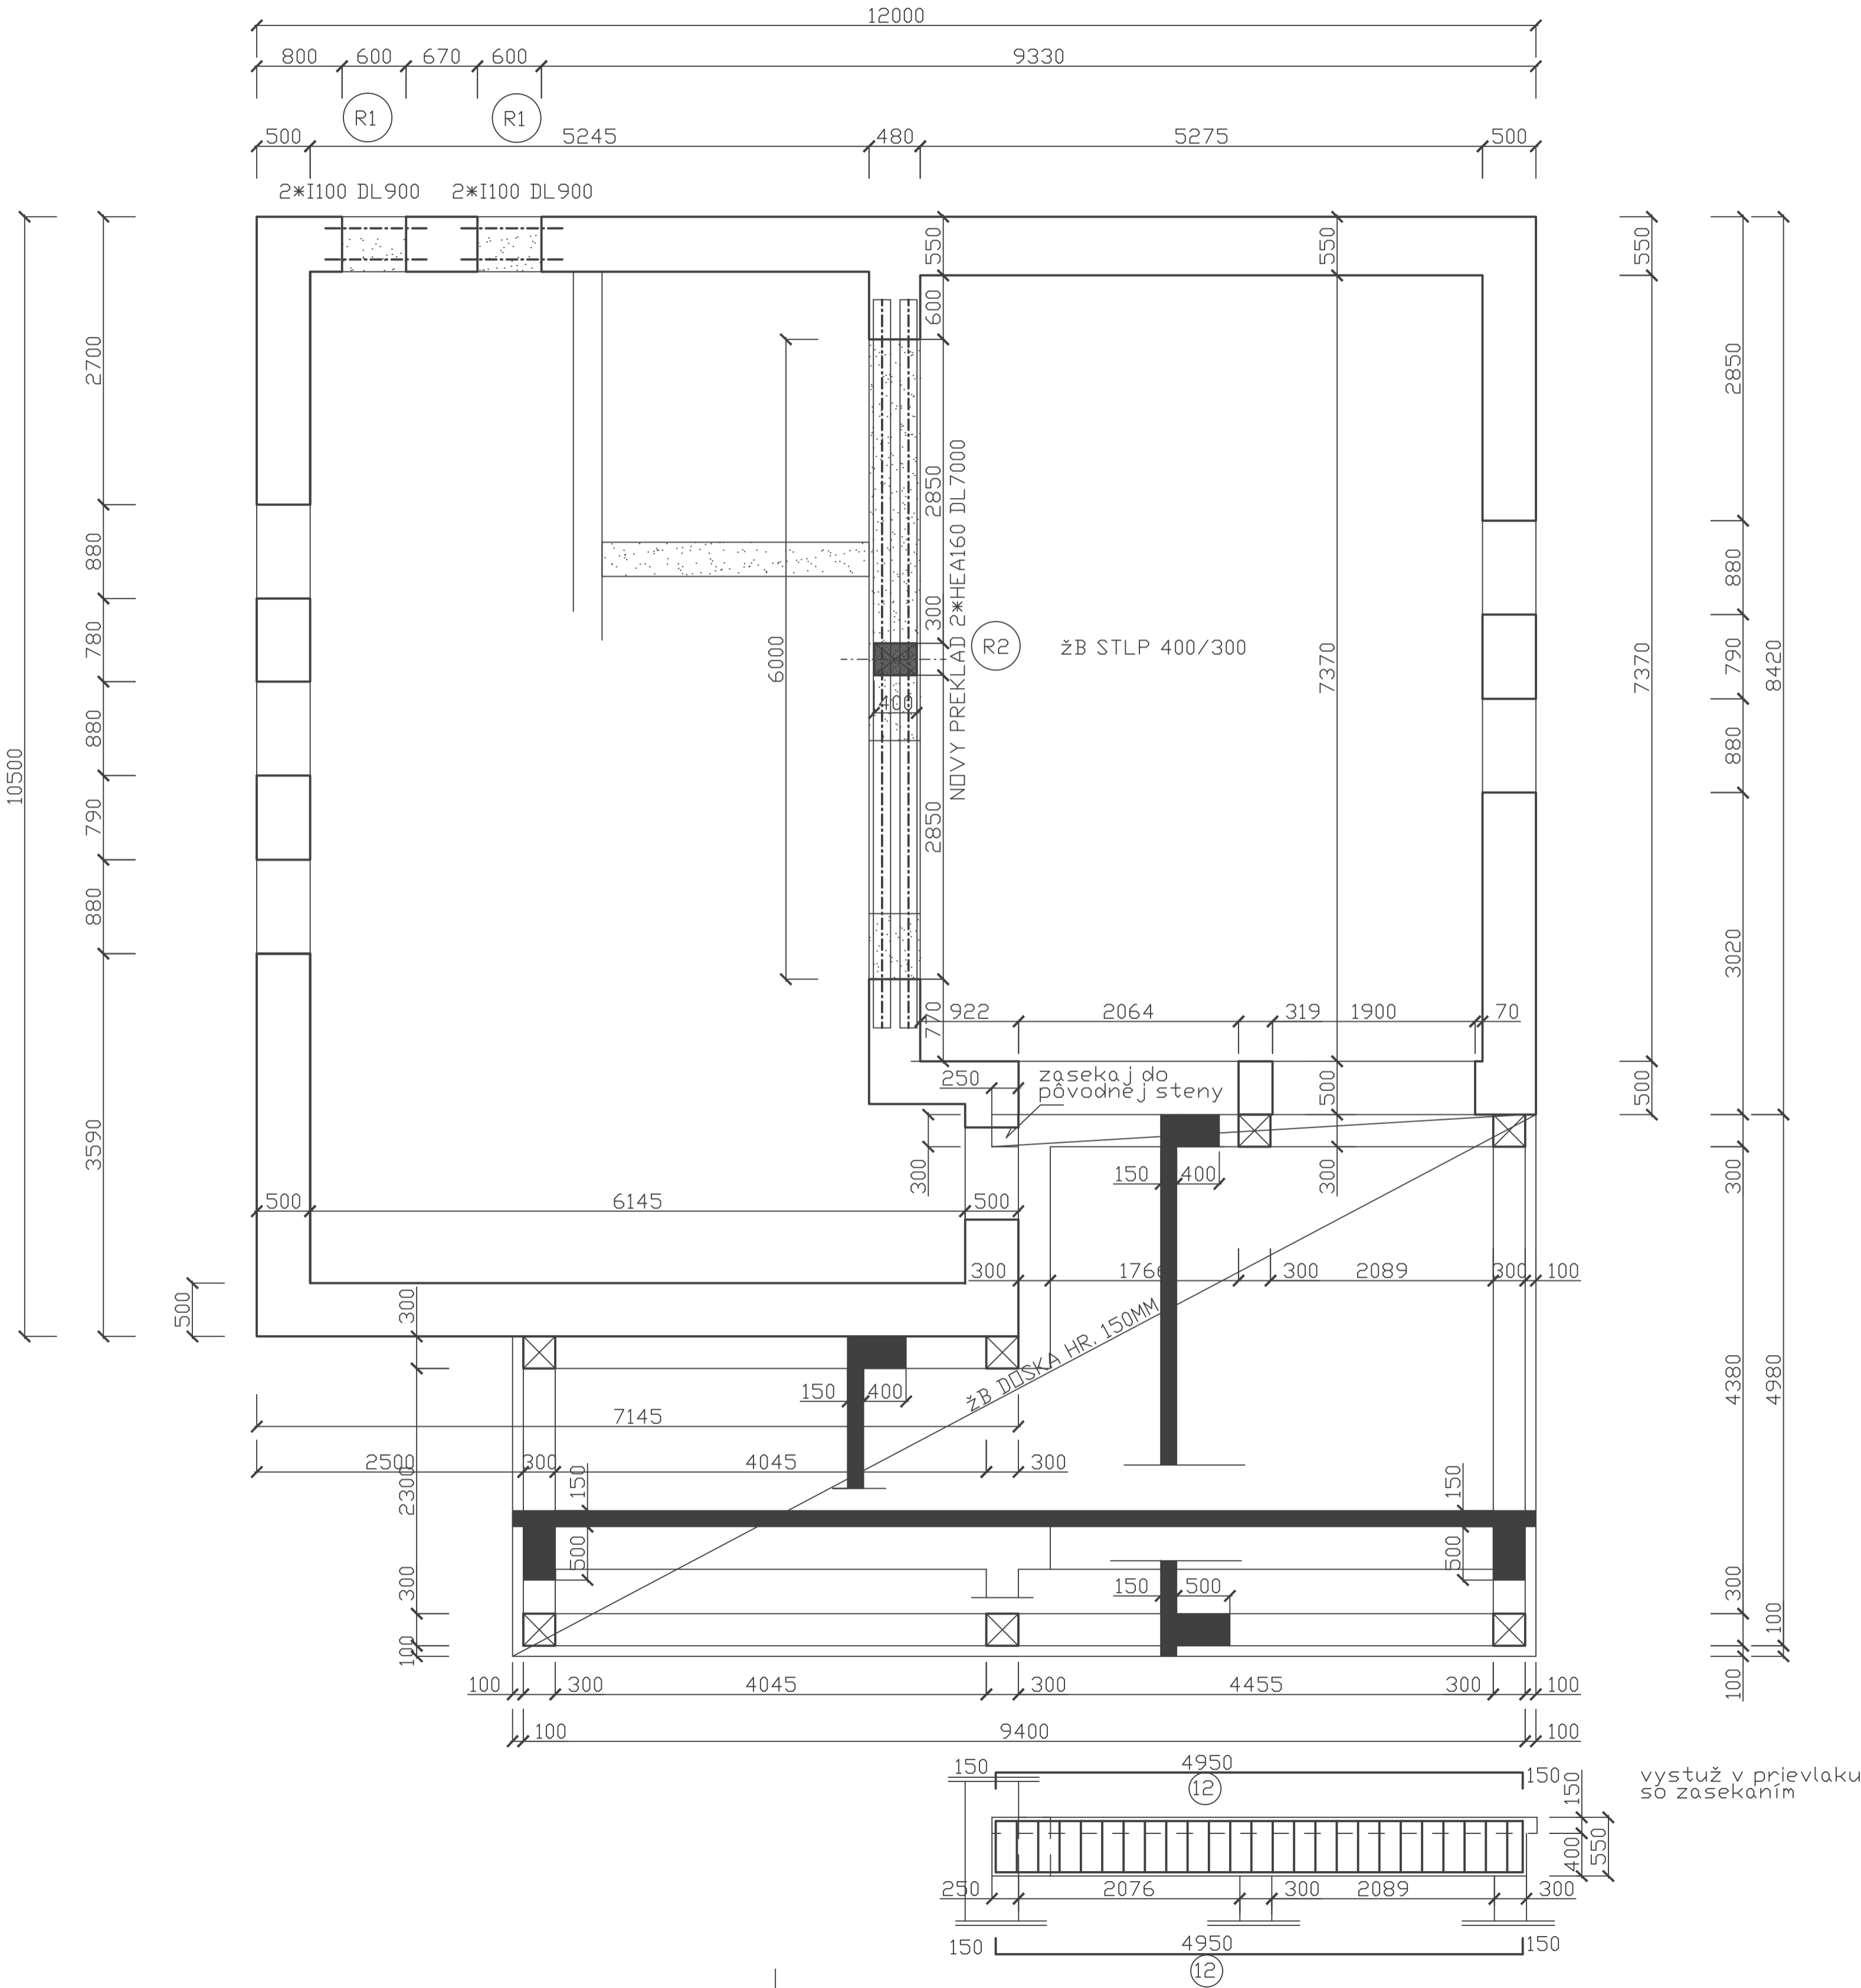 12000
800 600 670 600 9330
R1 R1
500 5245 480 5275 500
2*I100 DL900 2*I100 DL900
550 550 550
600
2700 2850
2850
880 880
NOVY PREKLAD 2*HEA160 DL7000
300
780 790
R2 žB STLP 400/300
6000 7370 7370 8420
400
880 880
10500
790
2850
880
3020
770 922 2064 319 1900 70
250 zasekaj do
pôvodnej steny
500 500
3590
300 150 400 300 300
500 6145 500
300 1766 300 2089 300 100
500 300
žB DOSKA HR. 150MM
150 400
4380 4980
7145
2500 300 4045 300
2300 150 150
500 500
300 150 500 300
100 100
100 300 4045 300 4455 300 100
100
100 9400 100
4950
150 150
12
vystuž v prievlaku
so zasekaním
150
400 550
250 2076 300 2089 300
150 4950 150
12